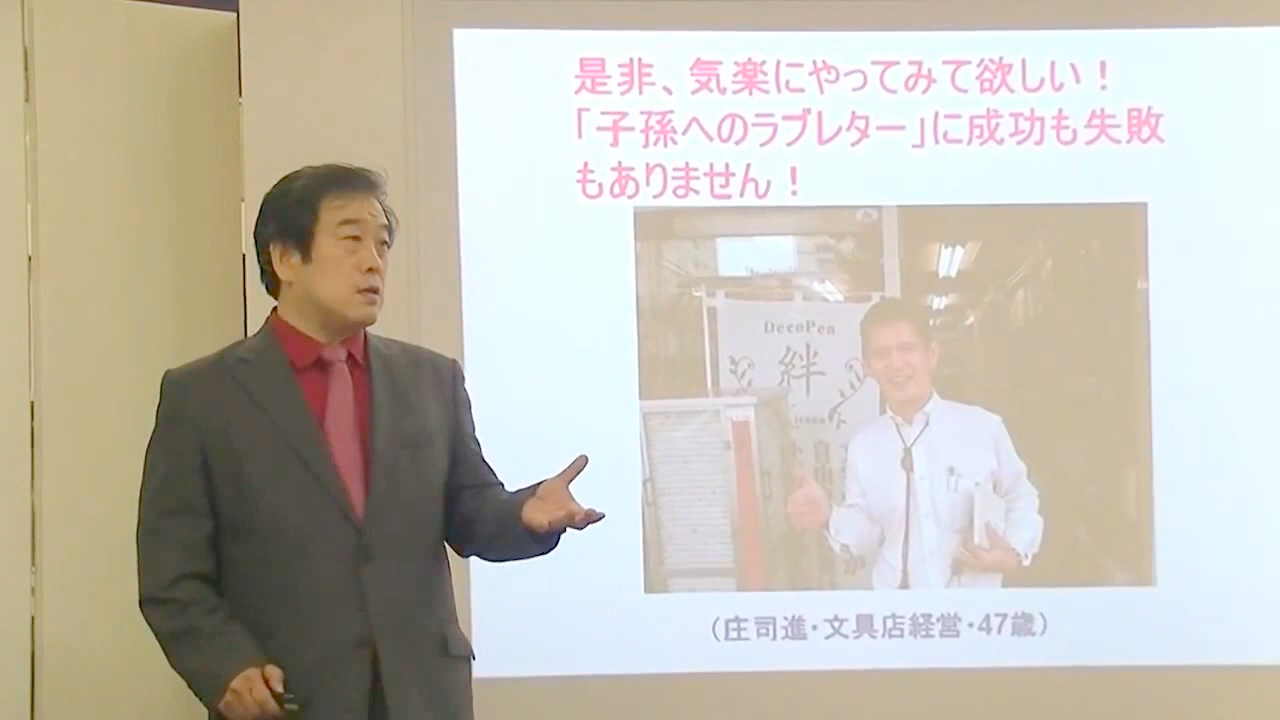 是非、気楽にやってみて欲しい！
「子孫へのラブレター」に成功も失敗
もありません！
DecoPen
絆
自由
（庄司進・文具店経営・47歳）